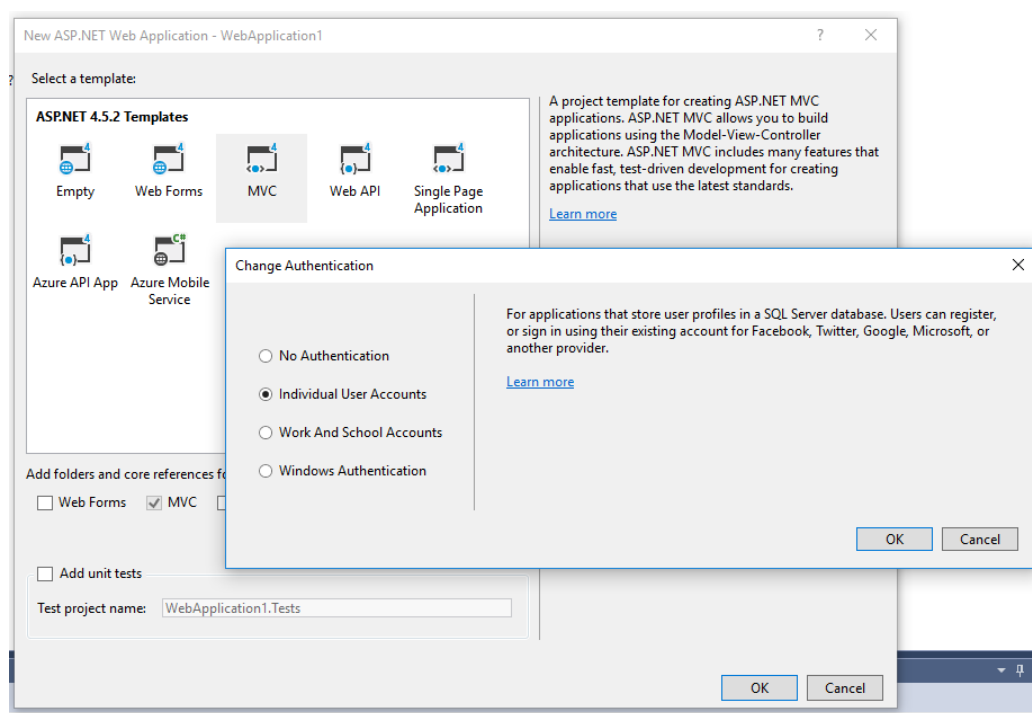 New ASP.NET Web Application - WebApplication1
?
Select a template:
ASP.NET 4.5.2 Templates
Empty
Web Forms
MVC
Web API
Single Page
Application
Azure API App
Azure Mobile
Service
A project template for creating ASP.NET MVC
applications. ASP.NET MVC allows you to build
applications using the Model-View-Controller
architecture. ASP.NET MVC includes many features that
enable fast, test-driven development for creating
applications that use the latest standards.
Learn more
Change Authentication
No Authentication
Individual User Accounts
Work And School Accounts
Windows Authentication
For applications that store user profiles in a SQL Server database. Users can register,
or sign in using their existing account for Facebook, Twitter, Google, Microsoft, or
another provider.
Learn more
OK
Cancel
Add folders and core references
Web Forms
MVC
Add unit tests
Test project name:
WebApplication1.Tests
OK
Cancel